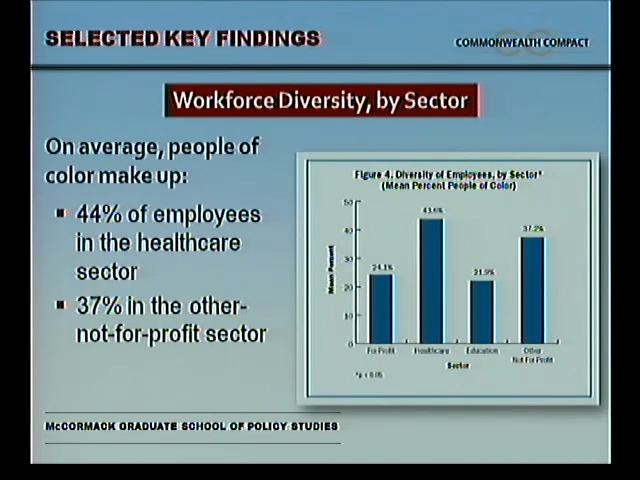 SELECTED KEY FINDINGS
COMMONWEALTH COMPACT
Workforce Diversity, by Sector
On average, people of
color make up:
▪ 44% of employees
in the healthcare
sector
▪ 37% in the other-
not-for-profit sector
Figure 4. Diversity of Employees, by Sector*
(Mean Percent People of Color)
Mean Percent
50
40
30
20
10
0
24.1%
43.6%
21.9%
37.2%
For Profit
Healthcare
Education
Other
Not For Profit
Sector
*p < 0.05
McCORMACK GRADUATE SCHOOL OF POLICY STUDIES